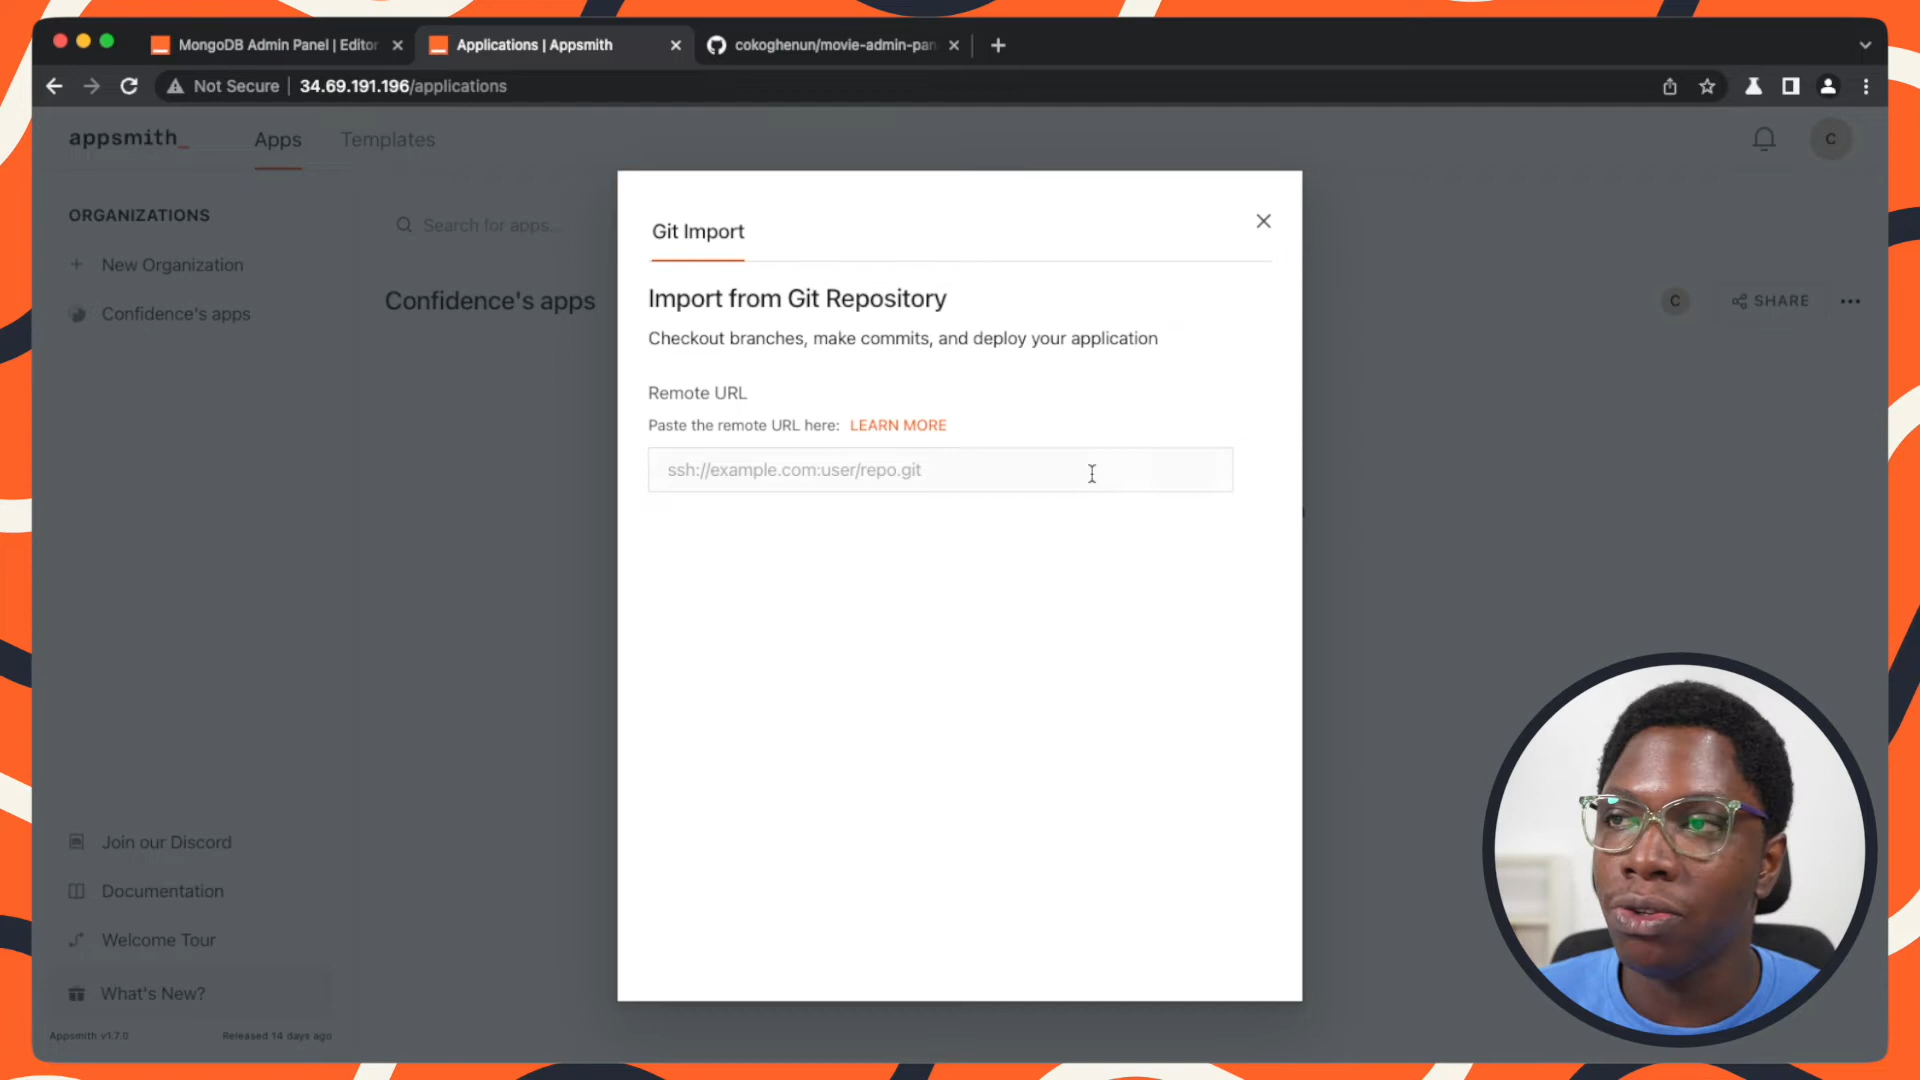 MongoDB Admin Panel | Editor
Applications | Appsmith
cokoghenun/movie-admin-pan
Not Secure | 34.69.191.196/applications
appsmith_
Apps
Templates
C
ORGANIZATIONS
New Organization
Confidence's apps
Search for apps...
Confidence's apps
C
SHARE
Git Import
Import from Git Repository
Checkout branches, make commits, and deploy your application
Remote URL
Paste the remote URL here: LEARN MORE
ssh://example.com:user/repo.git
Join our Discord
Documentation
Welcome Tour
What's New?
Appsmith v1.7.0
Released 14 days ago